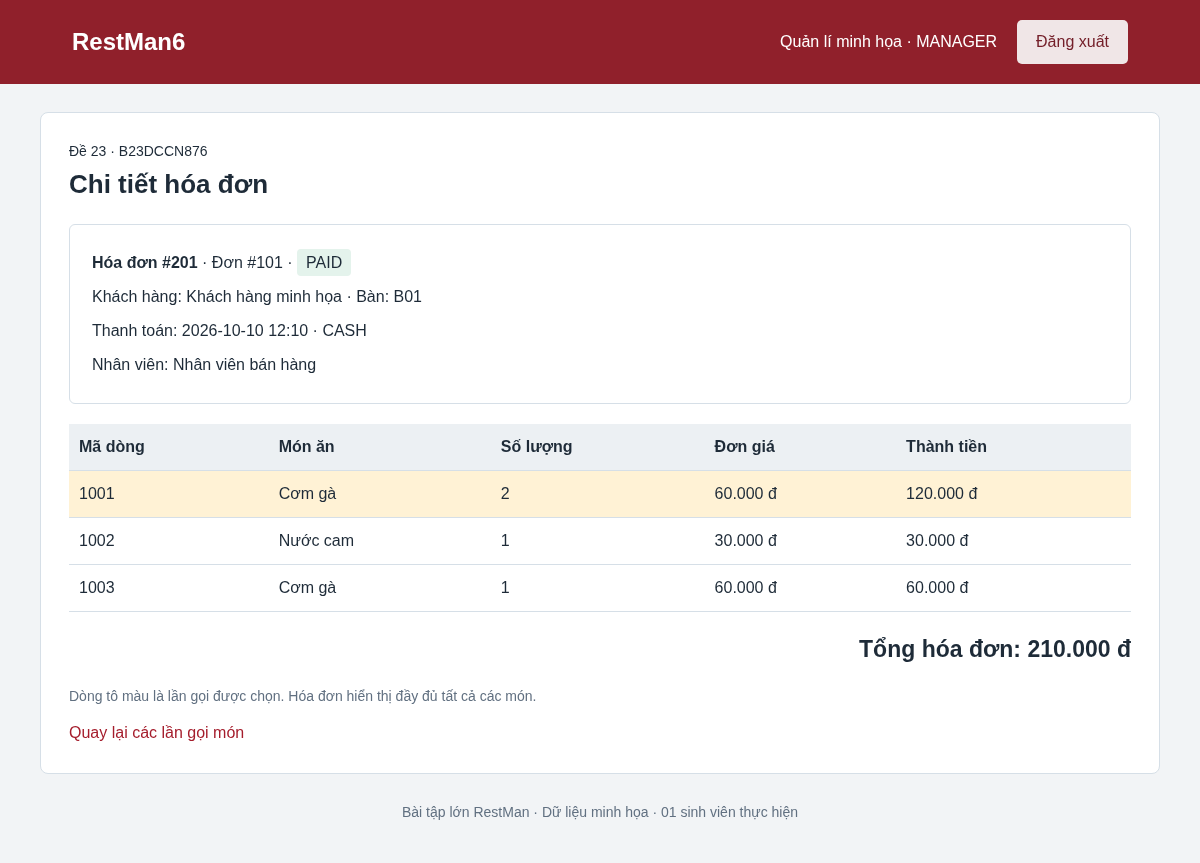 RestMan6
Quản lí minh họa · MANAGER
Đăng xuất
Đề 23 · B23DCCN876
Chi tiết hóa đơn
Hóa đơn #201 · Đơn #101 · PAID
Khách hàng: Khách hàng minh họa · Bàn: B01
Thanh toán: 2026-10-10 12:10 · CASH
Nhân viên: Nhân viên bán hàng
Mã dòng Món ăn Số lượng Đơn giá Thành tiền
1001 Cơm gà 2 60.000 đ 120.000 đ
1002 Nước cam 1 30.000 đ 30.000 đ
1003 Cơm gà 1 60.000 đ 60.000 đ
Tổng hóa đơn: 210.000 đ
Dòng tô màu là lần gọi được chọn. Hóa đơn hiển thị đầy đủ tất cả các món.
Quay lại các lần gọi món
Bài tập lớn RestMan · Dữ liệu minh họa · 01 sinh viên thực hiện